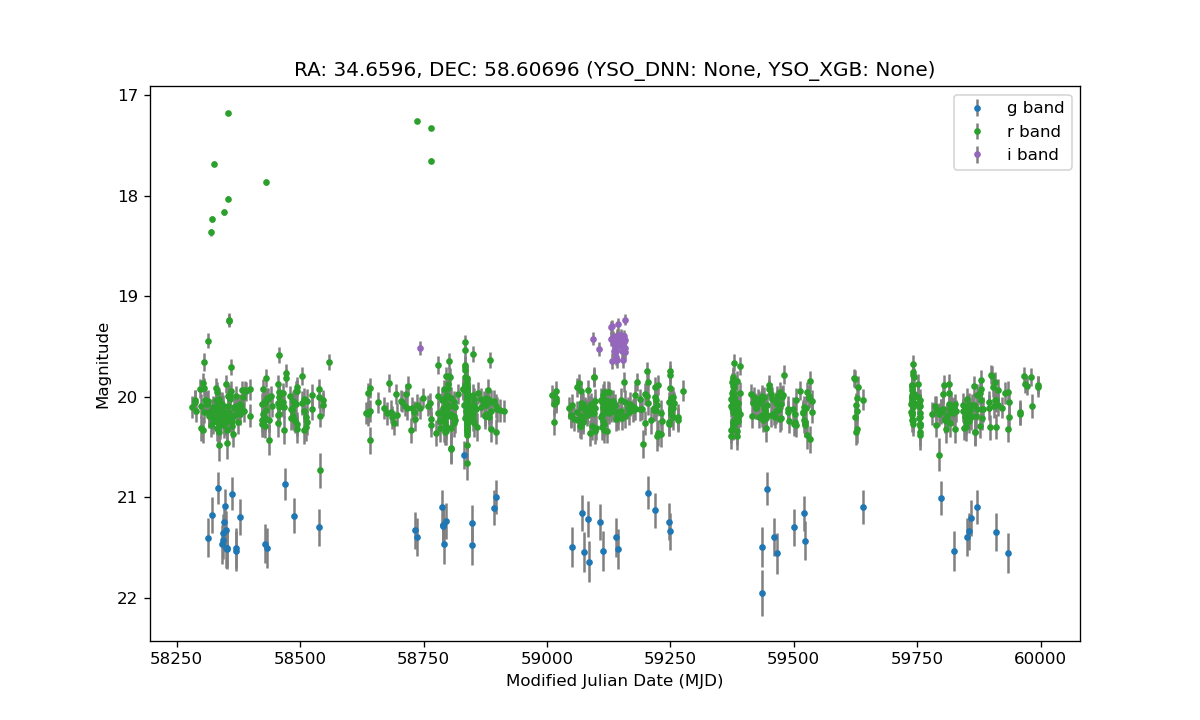 RA: 34.6596, DEC: 58.60696 (YSO_DNN: None, YSO_XGB: None)
17
18
19
20
21
22
Magnitude
g band
r band
i band
58250 58500 58750 59000 59250 59500 59750 60000
Modified Julian Date (MJD)